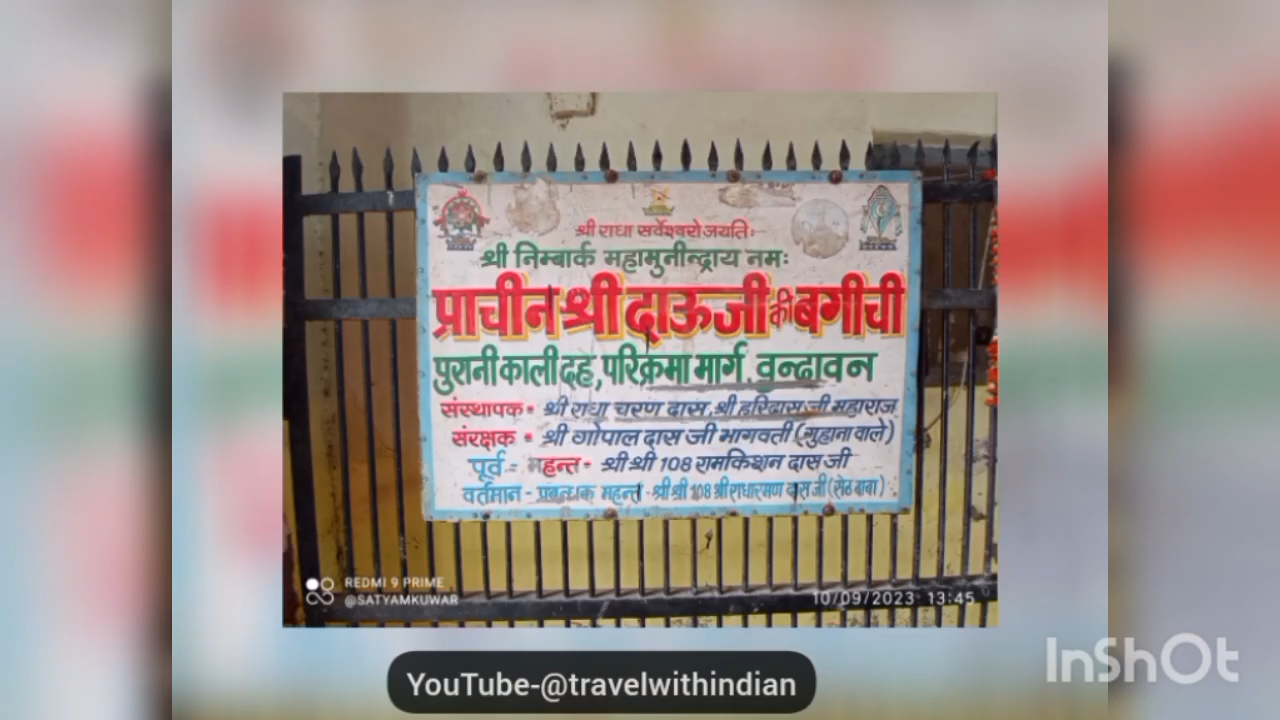 श्री राधा सर्वेश्वरो जयतिः
श्री निम्बार्क महामुनीन्द्राय नमः
प्राचीन श्री दाऊजी की बगीची
पुरानी काली दह, परिक्रमा मार्ग, वृन्दावन
संस्थापक - श्री राधा चरण दास, श्री हरिदास जी महाराज
संरक्षक - श्री गोपाल दास जी भागवती (गुहाना वाले)
पूर्व - महन्त - श्री श्री 108 रामकिशन दास जी
वर्तमान - प्रबन्धक महन्त - श्री श्री 108 श्री राधारमण दास जी (सेठ बाबा)
REDMI 9 PRIME
@SATYAMKUWAR
10/09/2023 13:45
YouTube-@travelwithindian
InShOt